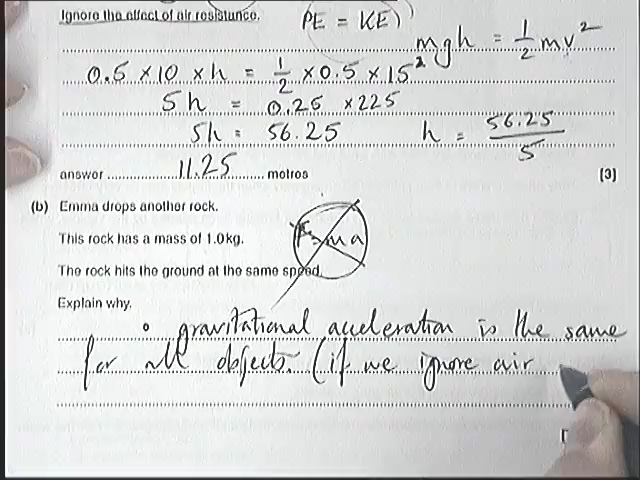 Ignore the effect of air resistance. PE = KE
mgh = 1/2 mv²
0.5 × 10 × h = 1/2 × 0.5 × 15²
5h = 0.25 × 225
5h = 56.25 h = 56.25/5
answer 11.25 metres [3]
(b) Emma drops another rock.
This rock has a mass of 1.0kg.
F=ma
The rock hits the ground at the same speed.
Explain why.
• gravitational acceleration is the same
for all objects. (if we ignore air